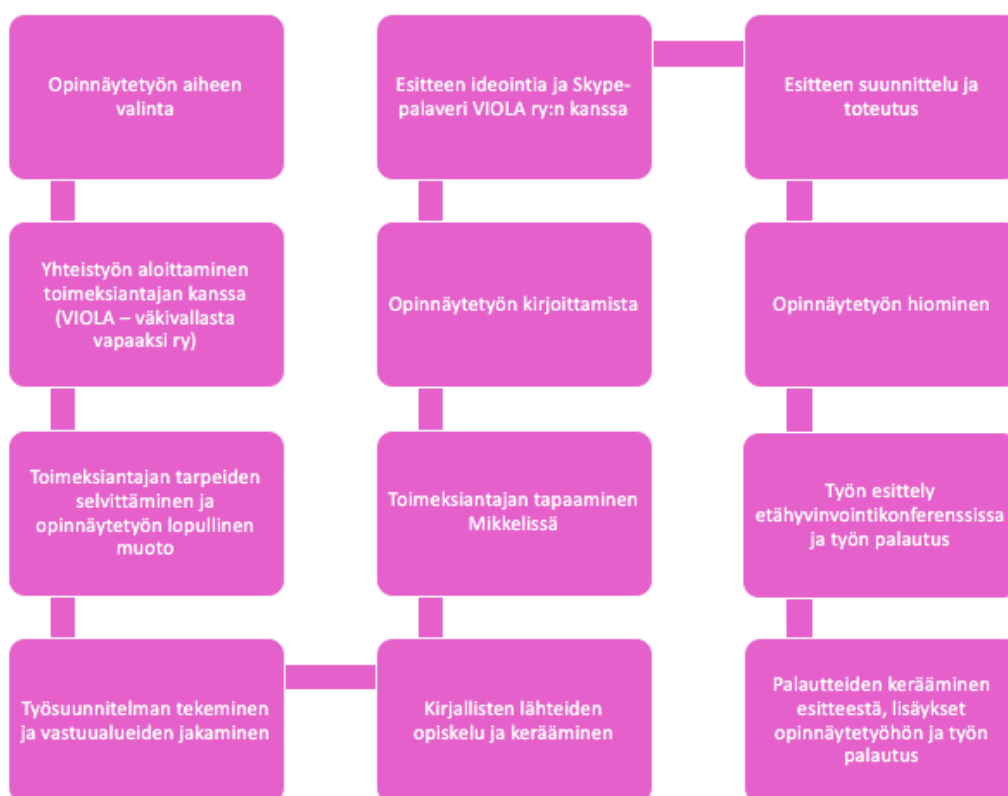 Opinnäytetyön aiheen
valinta
Yhteistyön aloittaminen
toimeksiantajan kanssa
(VIOLA – väkivallasta
vapaaksi ry)
Toimeksiantajan tarpeiden
selvittäminen ja
opinnäytetyön lopullinen
muoto
Työsuunnitelman tekeminen
ja vastuualueiden jakaminen
Kirjallisten lähteiden
opiskelu ja kerääminen
Toimeksiantajan tapaaminen
Mikkelissä
Opinnäytetyön kirjoittamista
Esitteen ideointia ja Skype-
palaveri VIOLA ry:n kanssa
Esitteen suunnittelu ja
toteutus
Opinnäytetyön hiominen
Työn esittely
etähyvinvointikonferenssissa
ja työn palautus
Palautteiden kerääminen
esitteestä, lisäykset
opinnäytetyöhön ja työn
palautus